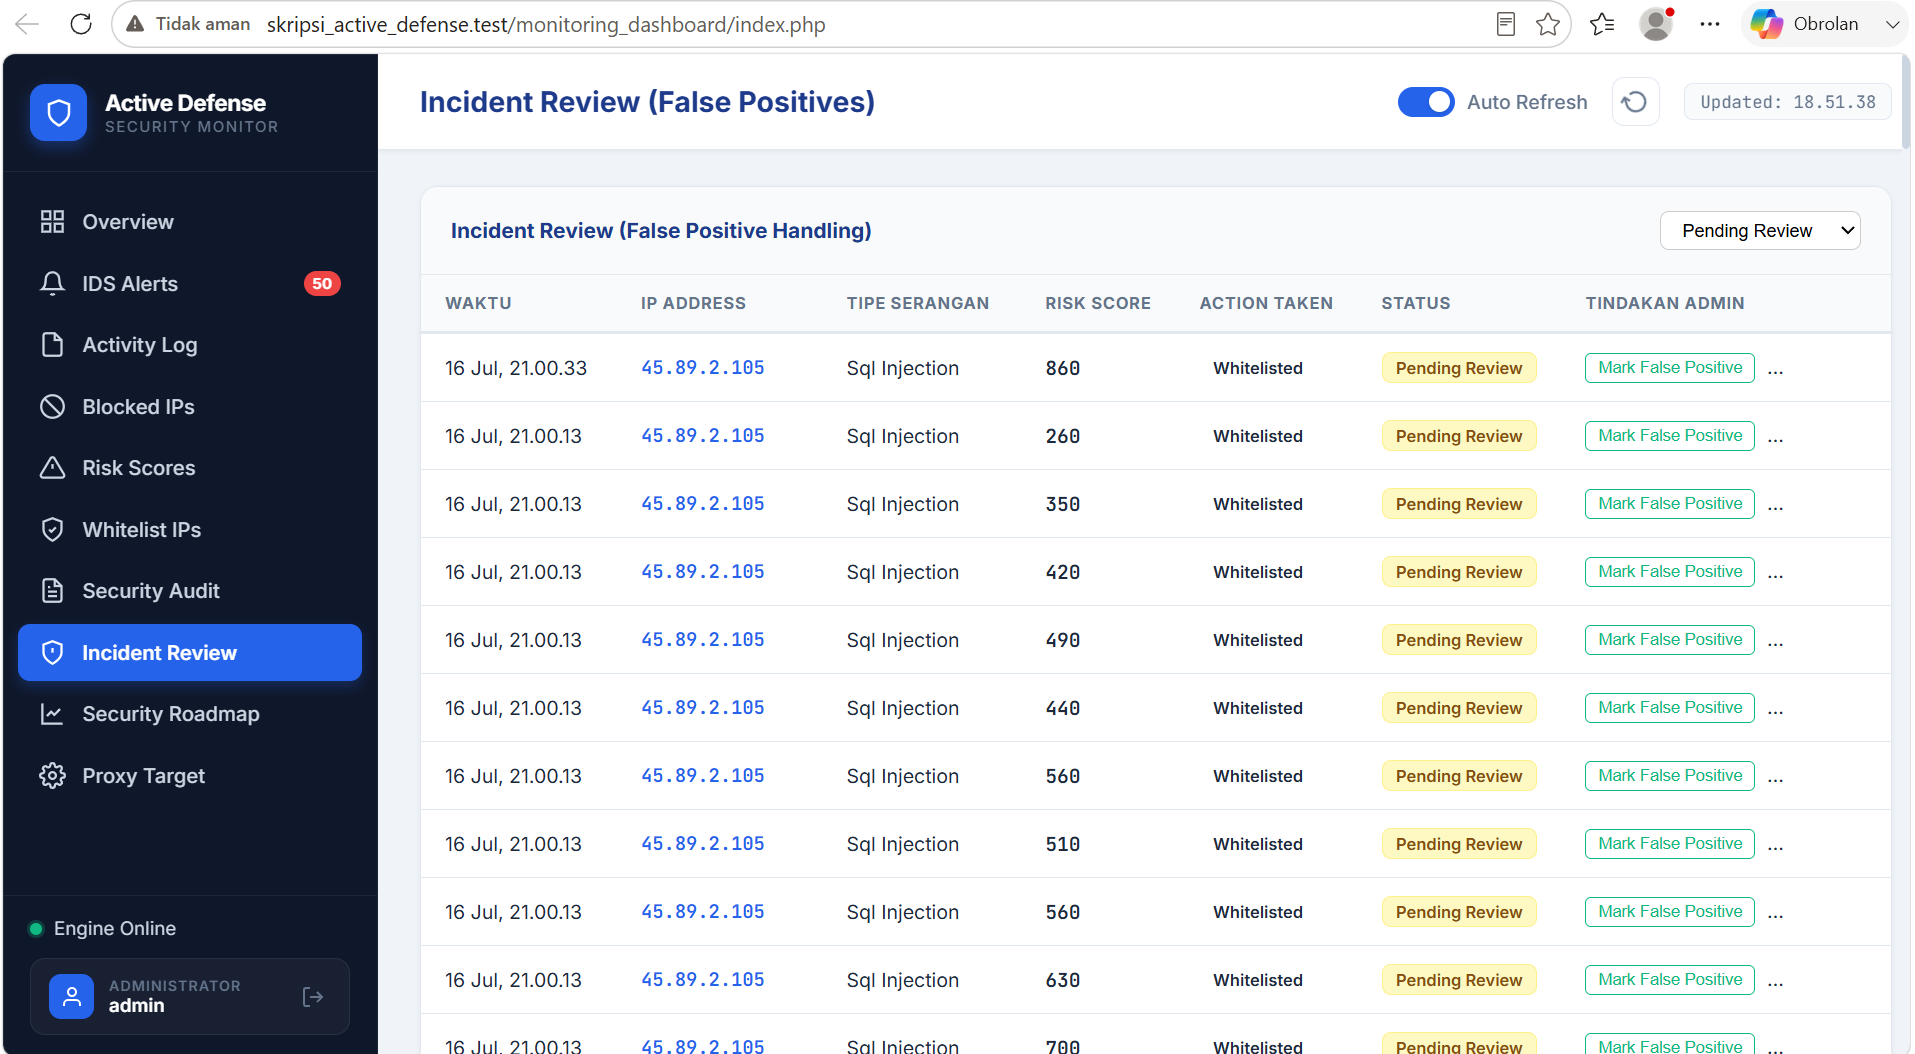 Tidak aman skripsi_active_defense.test/monitoring_dashboard/index.php Obrolan
Active Defense
SECURITY MONITOR
Overview
IDS Alerts 50
Activity Log
Blocked IPs
Risk Scores
Whitelist IPs
Security Audit
Incident Review
Security Roadmap
Proxy Target
Engine Online
ADMINISTRATOR
admin
Incident Review (False Positives) Auto Refresh Updated: 18.51.38
Incident Review (False Positive Handling) Pending Review
WAKTU IP ADDRESS TIPE SERANGAN RISK SCORE ACTION TAKEN STATUS TINDAKAN ADMIN
16 Jul, 21.00.33 45.89.2.105 Sql Injection 860 Whitelisted Pending Review Mark False Positive ...
16 Jul, 21.00.13 45.89.2.105 Sql Injection 260 Whitelisted Pending Review Mark False Positive ...
16 Jul, 21.00.13 45.89.2.105 Sql Injection 350 Whitelisted Pending Review Mark False Positive ...
16 Jul, 21.00.13 45.89.2.105 Sql Injection 420 Whitelisted Pending Review Mark False Positive ...
16 Jul, 21.00.13 45.89.2.105 Sql Injection 490 Whitelisted Pending Review Mark False Positive ...
16 Jul, 21.00.13 45.89.2.105 Sql Injection 440 Whitelisted Pending Review Mark False Positive ...
16 Jul, 21.00.13 45.89.2.105 Sql Injection 560 Whitelisted Pending Review Mark False Positive ...
16 Jul, 21.00.13 45.89.2.105 Sql Injection 510 Whitelisted Pending Review Mark False Positive ...
16 Jul, 21.00.13 45.89.2.105 Sql Injection 560 Whitelisted Pending Review Mark False Positive ...
16 Jul, 21.00.13 45.89.2.105 Sql Injection 630 Whitelisted Pending Review Mark False Positive ...
16 Jul, 21.00.13 45.89.2.105 Sql Injection 700 Whitelisted Pending Review Mark False Positive ...